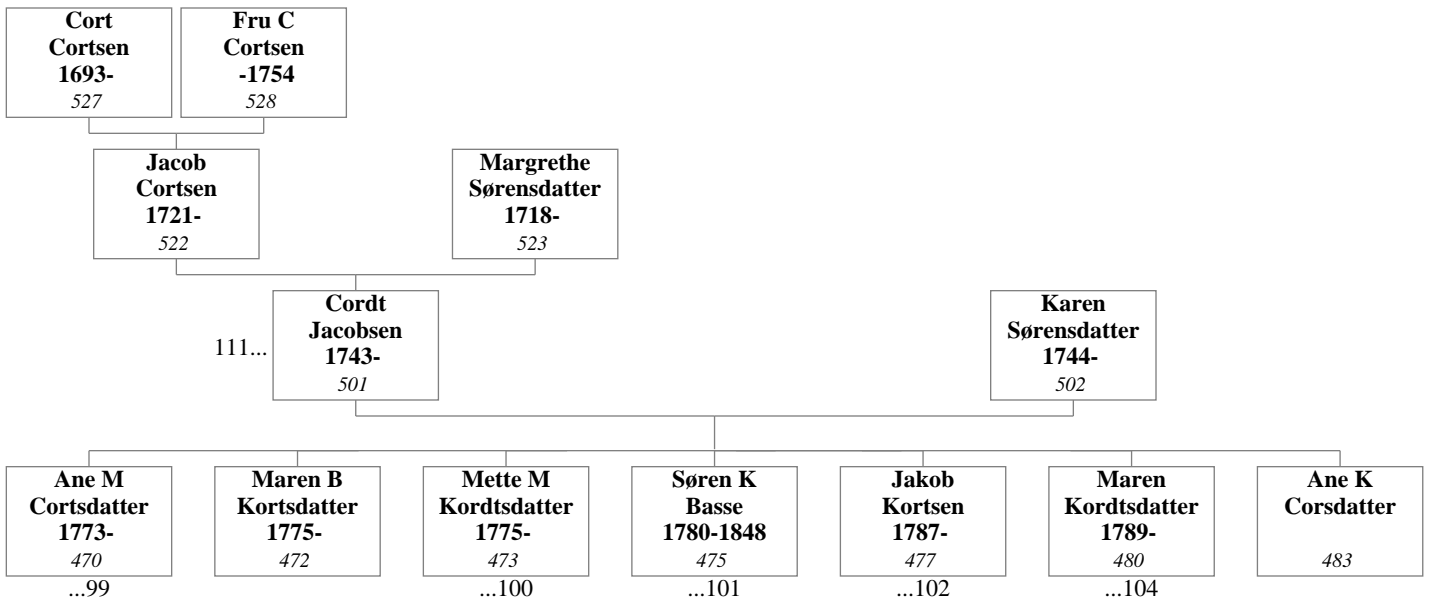 Cort
Cortsen
1693-
527
Fru C
Cortsen
-1754
528
Jacob
Cortsen
1721-
522
Margrethe
Sørensdatter
1718-
523
111...
Cordt
Jacobsen
1743-
501
Karen
Sørensdatter
1744-
502
Ane M
Cortsdatter
1773-
470
...99
Maren B
Kortsdatter
1775-
472
Mette M
Kordtsdatter
1775-
473
...100
Søren K
Basse
1780-1848
475
...101
Jakob
Kortsen
1787-
477
...102
Maren
Kordtsdatter
1789-
480
...104
Ane K
Corsdatter
483